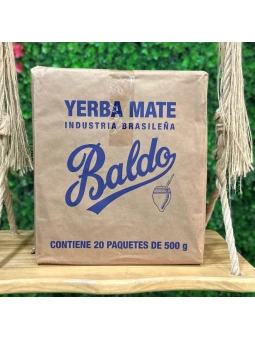 YERBA MATE
INDUSTRIA BRASILEÑA
Baldo
CONTIENE 20 PAQUETES DE 500 g